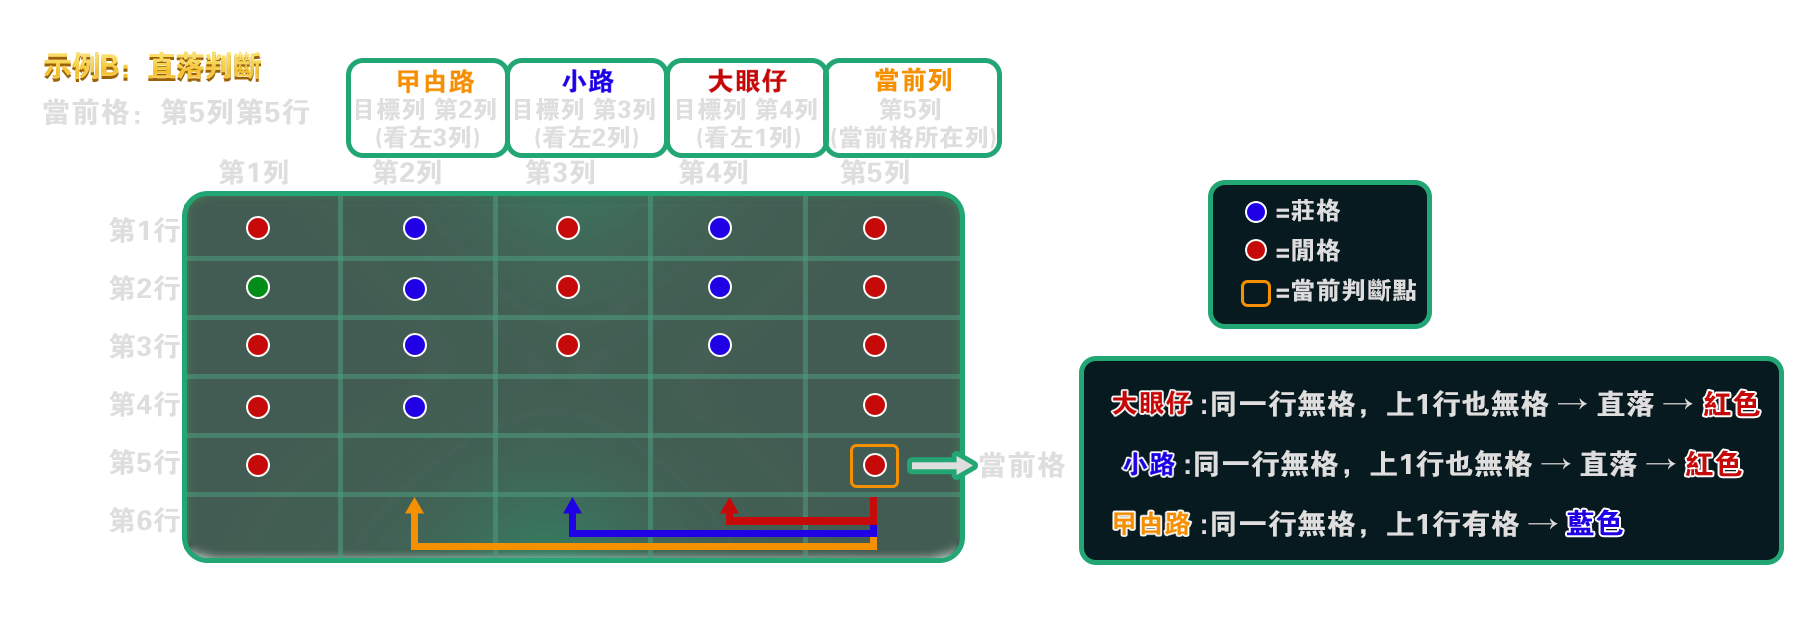 示例B：直落判斷
當前格：第5列第5行
曱甴路
目標列 第2列
(看左3列)
小路
目標列 第3列
(看左2列)
大眼仔
目標列 第4列
(看左1列)
當前列
第5列
(當前格所在列)
第1列 第2列 第3列 第4列 第5列
第1行
第2行
第3行
第4行
第5行
第6行
當前格
=莊格
=閒格
=當前判斷點
大眼仔:同一行無格，上1行也無格→直落→紅色
小路:同一行無格，上1行也無格→直落→紅色
曱甴路:同一行無格，上1行有格→藍色